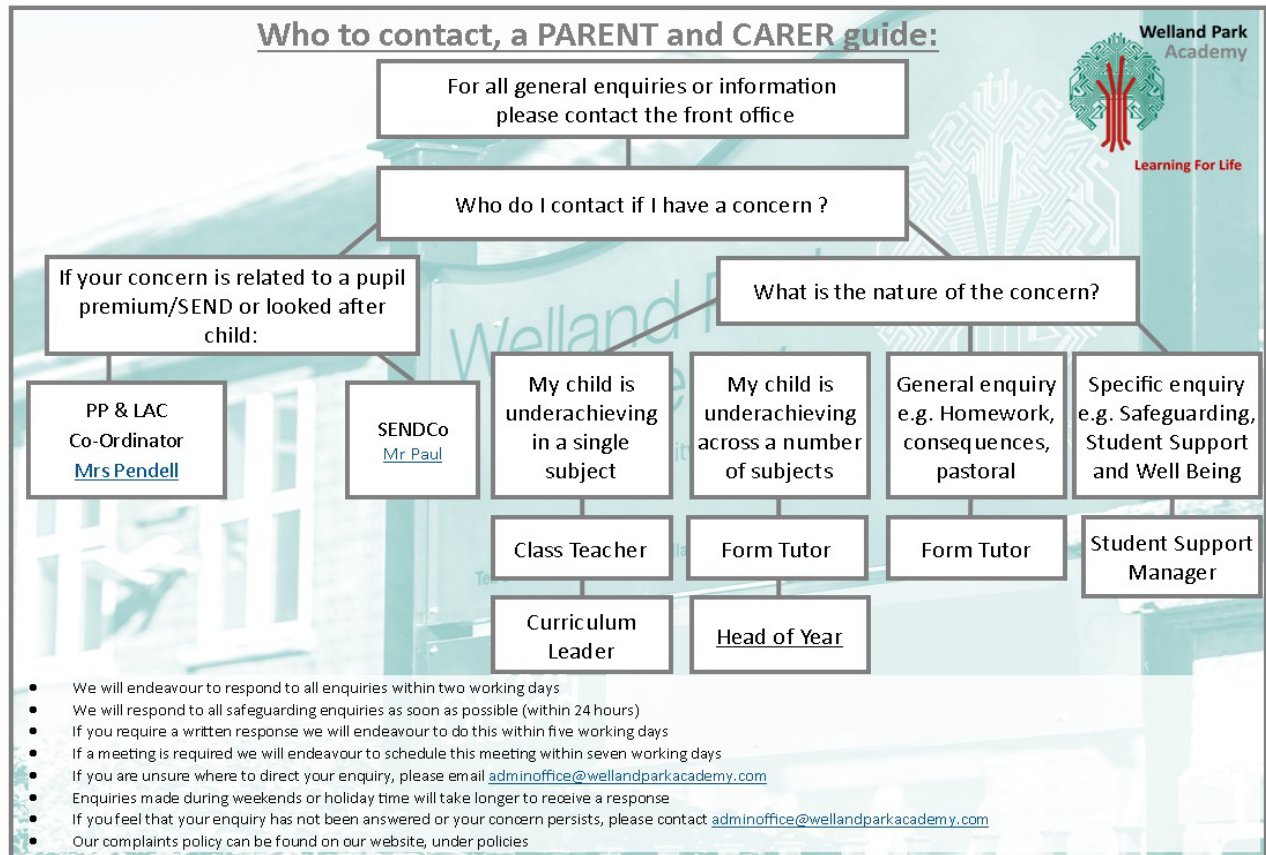 Who to contact, a PARENT and CARER guide:
Welland Park
Academy
Learning For Life
For all general enquiries or information
please contact the front office
Who do I contact if I have a concern ?
If your concern is related to a pupil
premium/SEND or looked after
child:
What is the nature of the concern?
PP & LAC
Co-Ordinator
Mrs Pendell
SENDCo
Mr Paul
My child is
underachieving
in a single
subject
My child is
underachieving
across a number
of subjects
General enquiry
e.g. Homework,
consequences,
pastoral
Specific enquiry
e.g. Safeguarding,
Student Support
and Well Being
Class Teacher
Form Tutor
Form Tutor
Student Support
Manager
Curriculum
Leader
Head of Year
• We will endeavour to respond to all enquiries within two working days
• We will respond to all safeguarding enquiries as soon as possible (within 24 hours)
• If you require a written response we will endeavour to do this within five working days
• If a meeting is required we will endeavour to schedule this meeting within seven working days
• If you are unsure where to direct your enquiry, please email adminoffice@wellandparkacademy.com
• Enquiries made during weekends or holiday time will take longer to receive a response
• If you feel that your enquiry has not been answered or your concern persists, please contact adminoffice@wellandparkacademy.com
• Our complaints policy can be found on our website, under policies
Welland